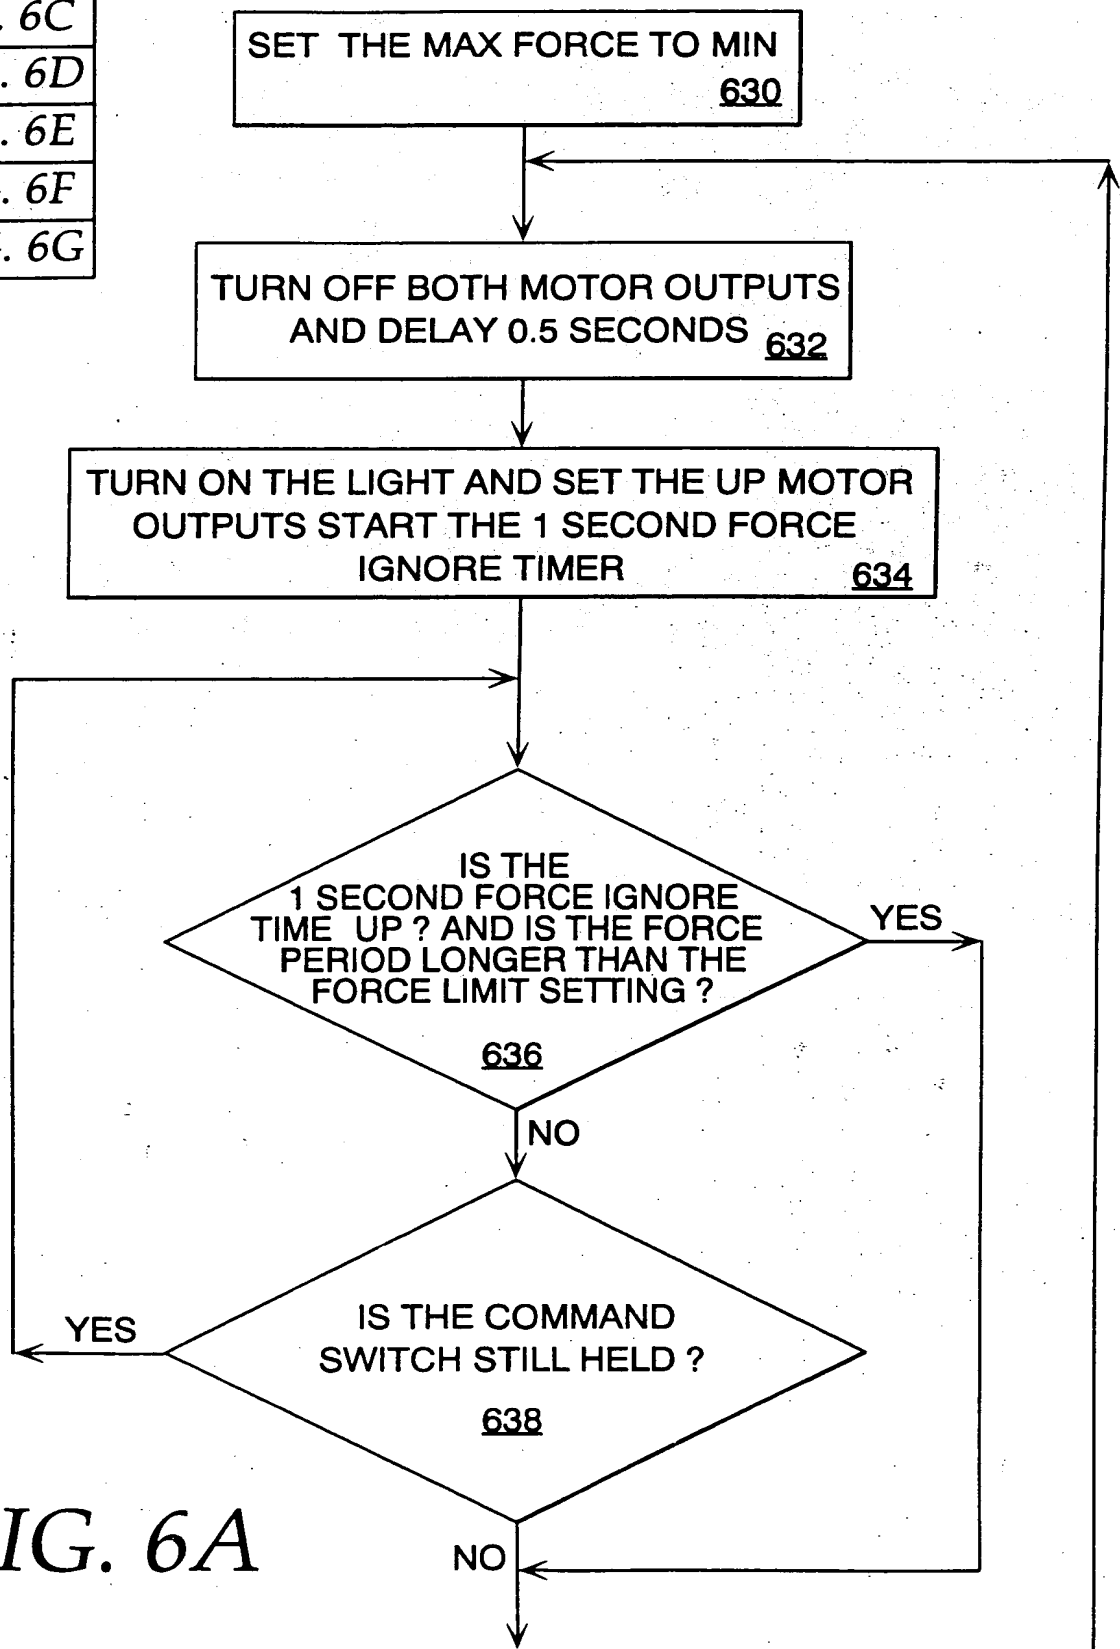 . 6C
. 6D
. 6E
. 6F
. 6G
SET THE MAX FORCE TO MIN
630
TURN OFF BOTH MOTOR OUTPUTS
AND DELAY 0.5 SECONDS
632
TURN ON THE LIGHT AND SET THE UP MOTOR
OUTPUTS START THE 1 SECOND FORCE
IGNORE TIMER
634
IS THE
1 SECOND FORCE IGNORE
TIME UP ? AND IS THE FORCE
PERIOD LONGER THAN THE
FORCE LIMIT SETTING ?
636
YES
NO
IS THE COMMAND
SWITCH STILL HELD ?
638
YES
NO
IG. 6A